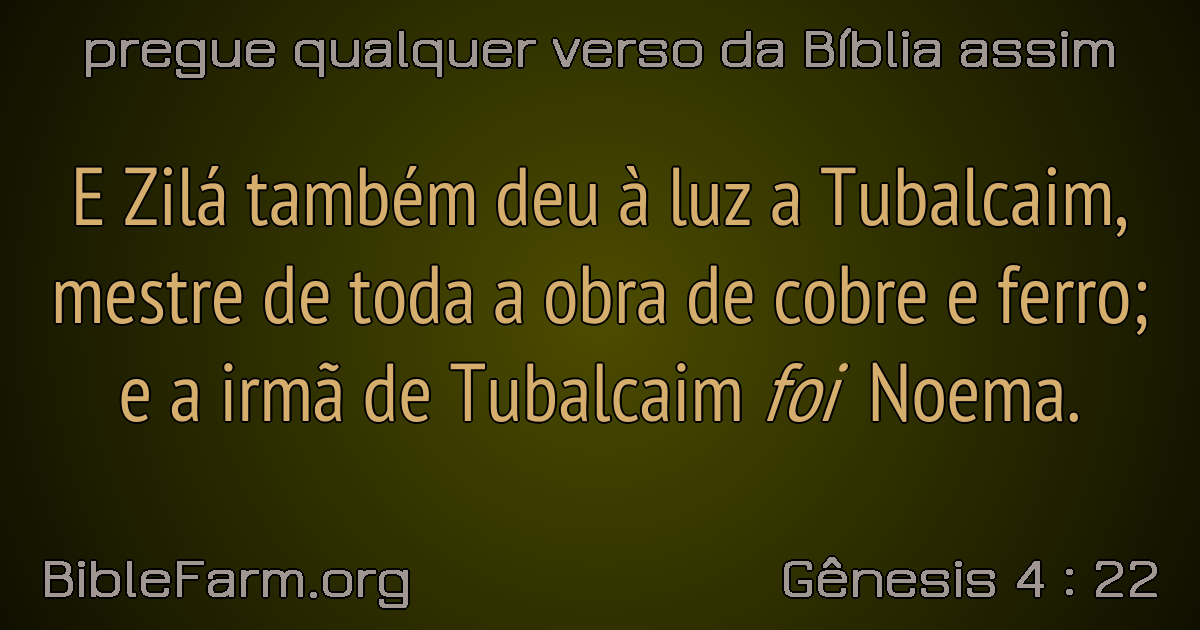 pregue qualquer verso da Bíblia assim
E Zilá também deu à luz a Tubalcaim,
mestre de toda a obra de cobre e ferro;
e a irmã de Tubalcaim foi Noema.
BibleFarm.org
Gênesis 4 : 22